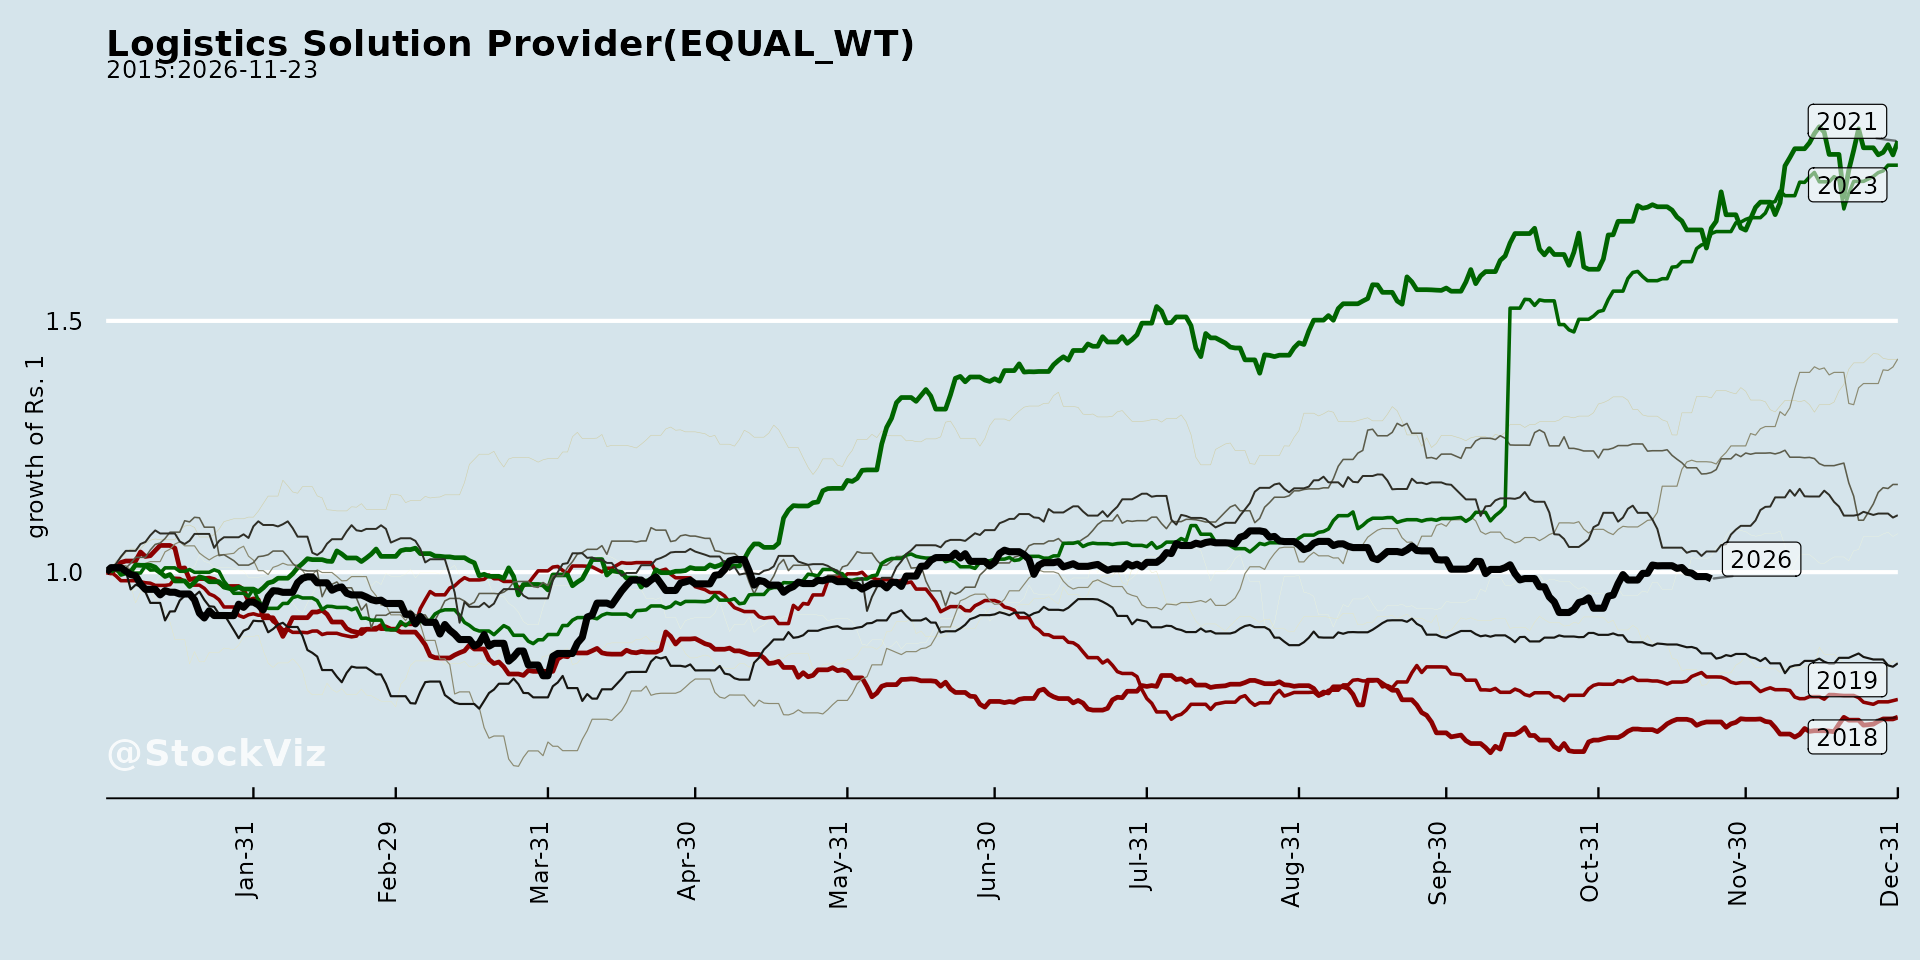 Logistics Solution Provider(EQUAL_WT)
2015:2026-11-23
2021
2023
1.5
growth of Rs. 1
1.0
2026
2019
2018
@StockViz
Jan-31
Feb-29
Mar-31
Apr-30
May-31
Jun-30
Jul-31
Aug-31
Sep-30
Oct-31
Nov-30
Dec-31